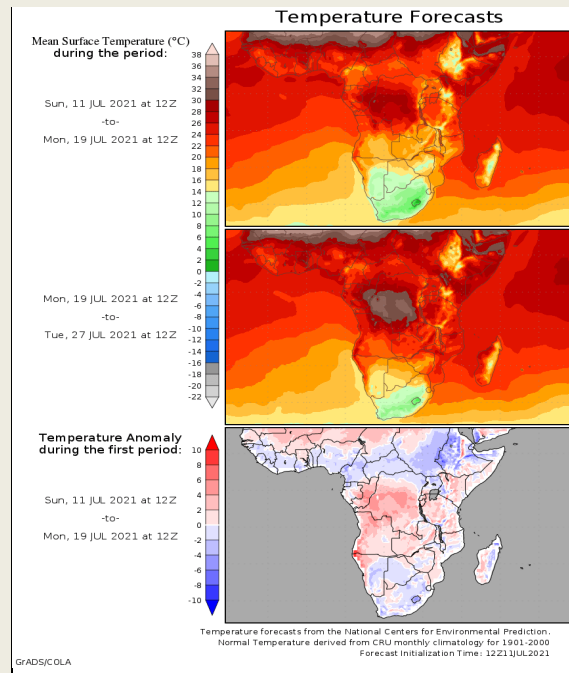 Temperature Forecasts
Mean Surface Temperature (°C)
during the period:
Sun, 11 JUL 2021 at 12Z
-to-
Mon, 19 JUL 2021 at 12Z
38
36
34
32
30
28
26
24
22
20
18
16
14
12
10
8
6
4
2
0
-2
-4
-6
-8
-10
-12
-14
-16
-18
-20
-22
Mon, 19 JUL 2021 at 12Z
-to-
Tue, 27 JUL 2021 at 12Z
Temperature Anomaly
during the first period:
Sun, 11 JUL 2021 at 12Z
-to-
Mon, 19 JUL 2021 at 12Z
10
8
6
4
2
0
-2
-4
-6
-8
-10
Temperature forecasts from the National Centers for Environmental Prediction.
Normal Temperature derived from CRU monthly climatology for 1901-2000
Forecast Initialization Time: 12Z11JUL2021
GrADS/COLA